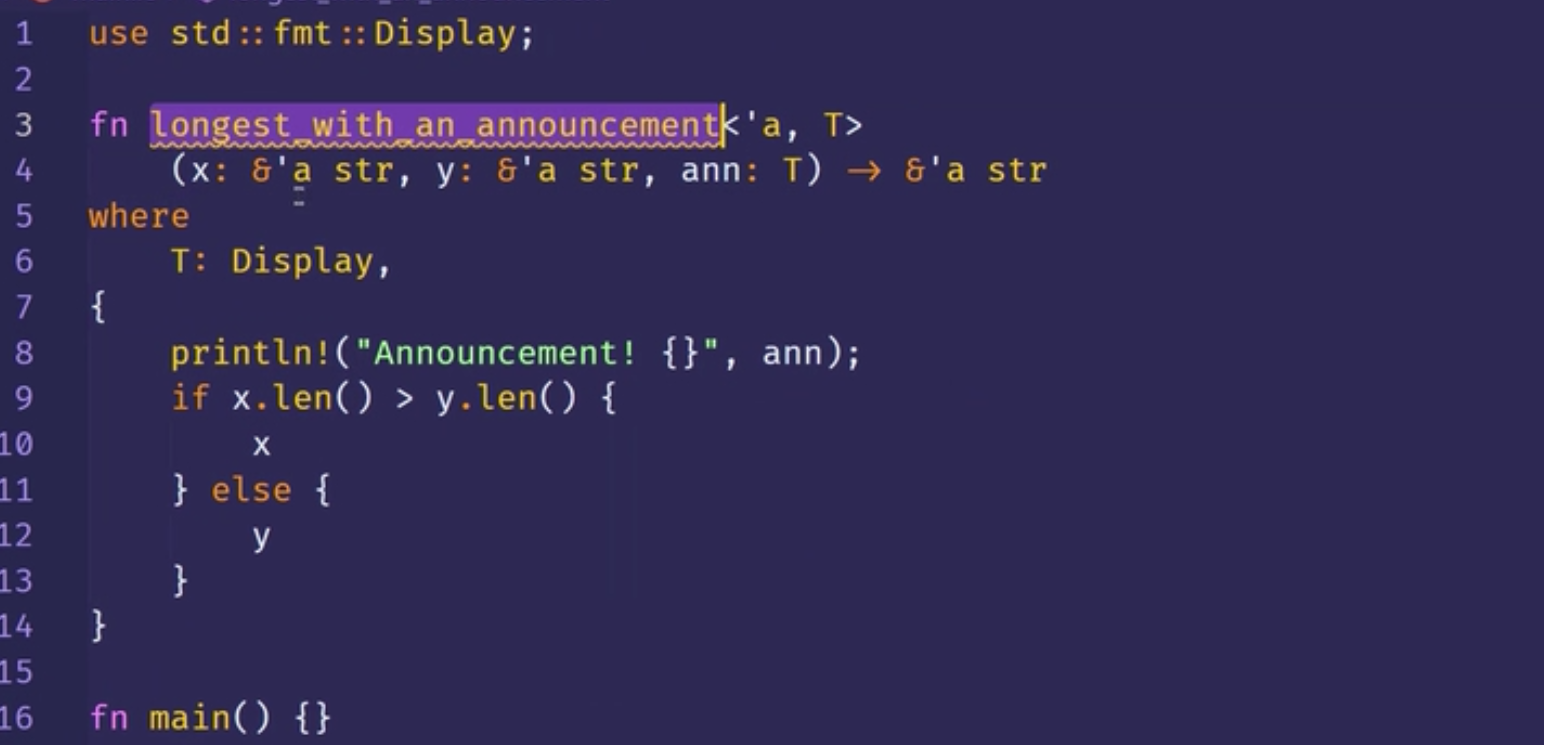 1 use std::fmt::Display;
2
3 fn longest_with_an_announcement<'a, T>
4     (x: &'a str, y: &'a str, ann: T) → &'a str
5 where
6     T: Display,
7 {
8     println!("Announcement! {}", ann);
9     if x.len() > y.len() {
10         x
11     } else {
12         y
13     }
14 }
15
16 fn main() {}